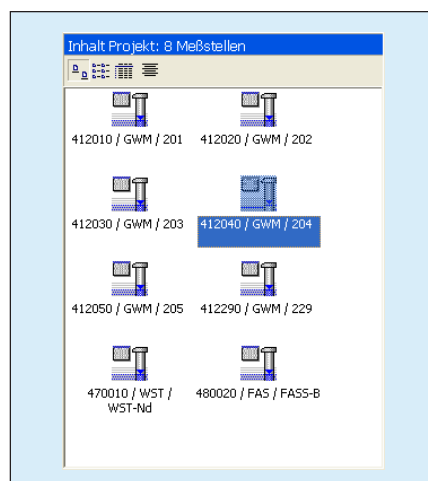 Inhalt Projekt: 8 Meßstellen
412010 / GWM / 201
412020 / GWM / 202
412030 / GWM / 203
412040 / GWM / 204
412050 / GWM / 205
412290 / GWM / 229
470010 / WST /
WST-Nd
480020 / FAS / FASS-B